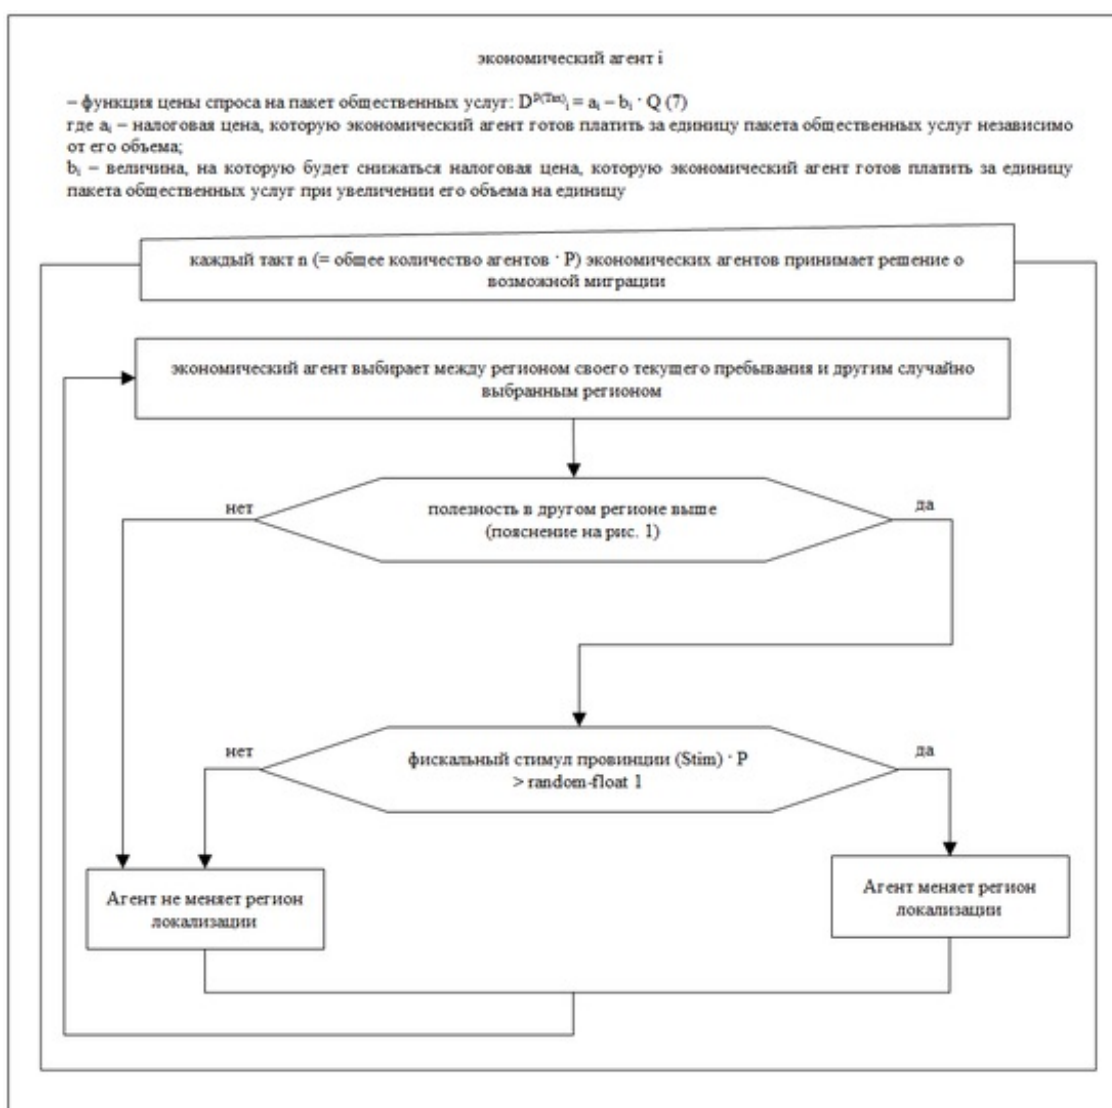 экономический агент i
– функция цены спроса на пакет общественных услуг: D^P(Tax)_i = a_i – b_i · Q (7)
где a_i – налоговая цена, которую экономический агент готов платить за единицу пакета общественных услуг независимо
от его объема;
b_i – величина, на которую будет снижаться налоговая цена, которую экономический агент готов платить за единицу
пакета общественных услуг при увеличении его объема на единицу
каждый такт n (= общее количество агентов · P) экономических агентов принимает решение о
возможной миграции
экономический агент выбирает между регионом своего текущего пребывания и другим случайно
выбранным регионом
нет
полезность в другом регионе выше
(пояснение на рис. 1)
да
нет
фискальный стимул провинции (Stim) · P
> random-float 1
да
Агент не меняет регион
локализации
Агент меняет регион
локализации